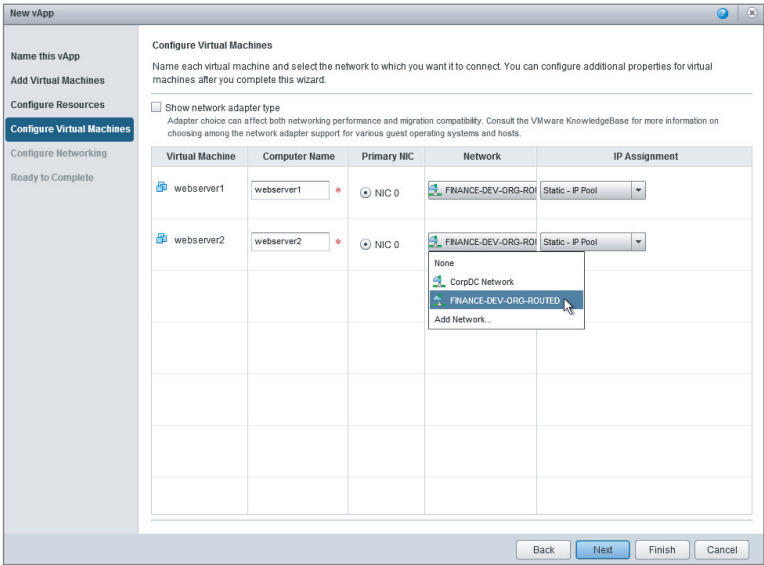 New vApp
Name this vApp
Add Virtual Machines
Configure Resources
Configure Virtual Machines
Configure Networking
Ready to Complete
Configure Virtual Machines
Name each virtual machine and select the network to which you want it to connect. You can configure additional properties for virtual
machines after you complete this wizard.
Show network adapter type
Adapter choice can affect both networking performance and migration compatibility. Consult the VMware KnowledgeBase for more information on
choosing among the network adapter support for various guest operating systems and hosts.
Virtual Machine Computer Name Primary NIC Network IP Assignment
webserver1 webserver1 * NIC 0 FINANCE-DEV-ORG-ROU Static - IP Pool
webserver2 webserver2 * NIC 0 FINANCE-DEV-ORG-ROU Static - IP Pool
None
CorpDC Network
FINANCE-DEV-ORG-ROUTED
Add Network...
Back Next Finish Cancel